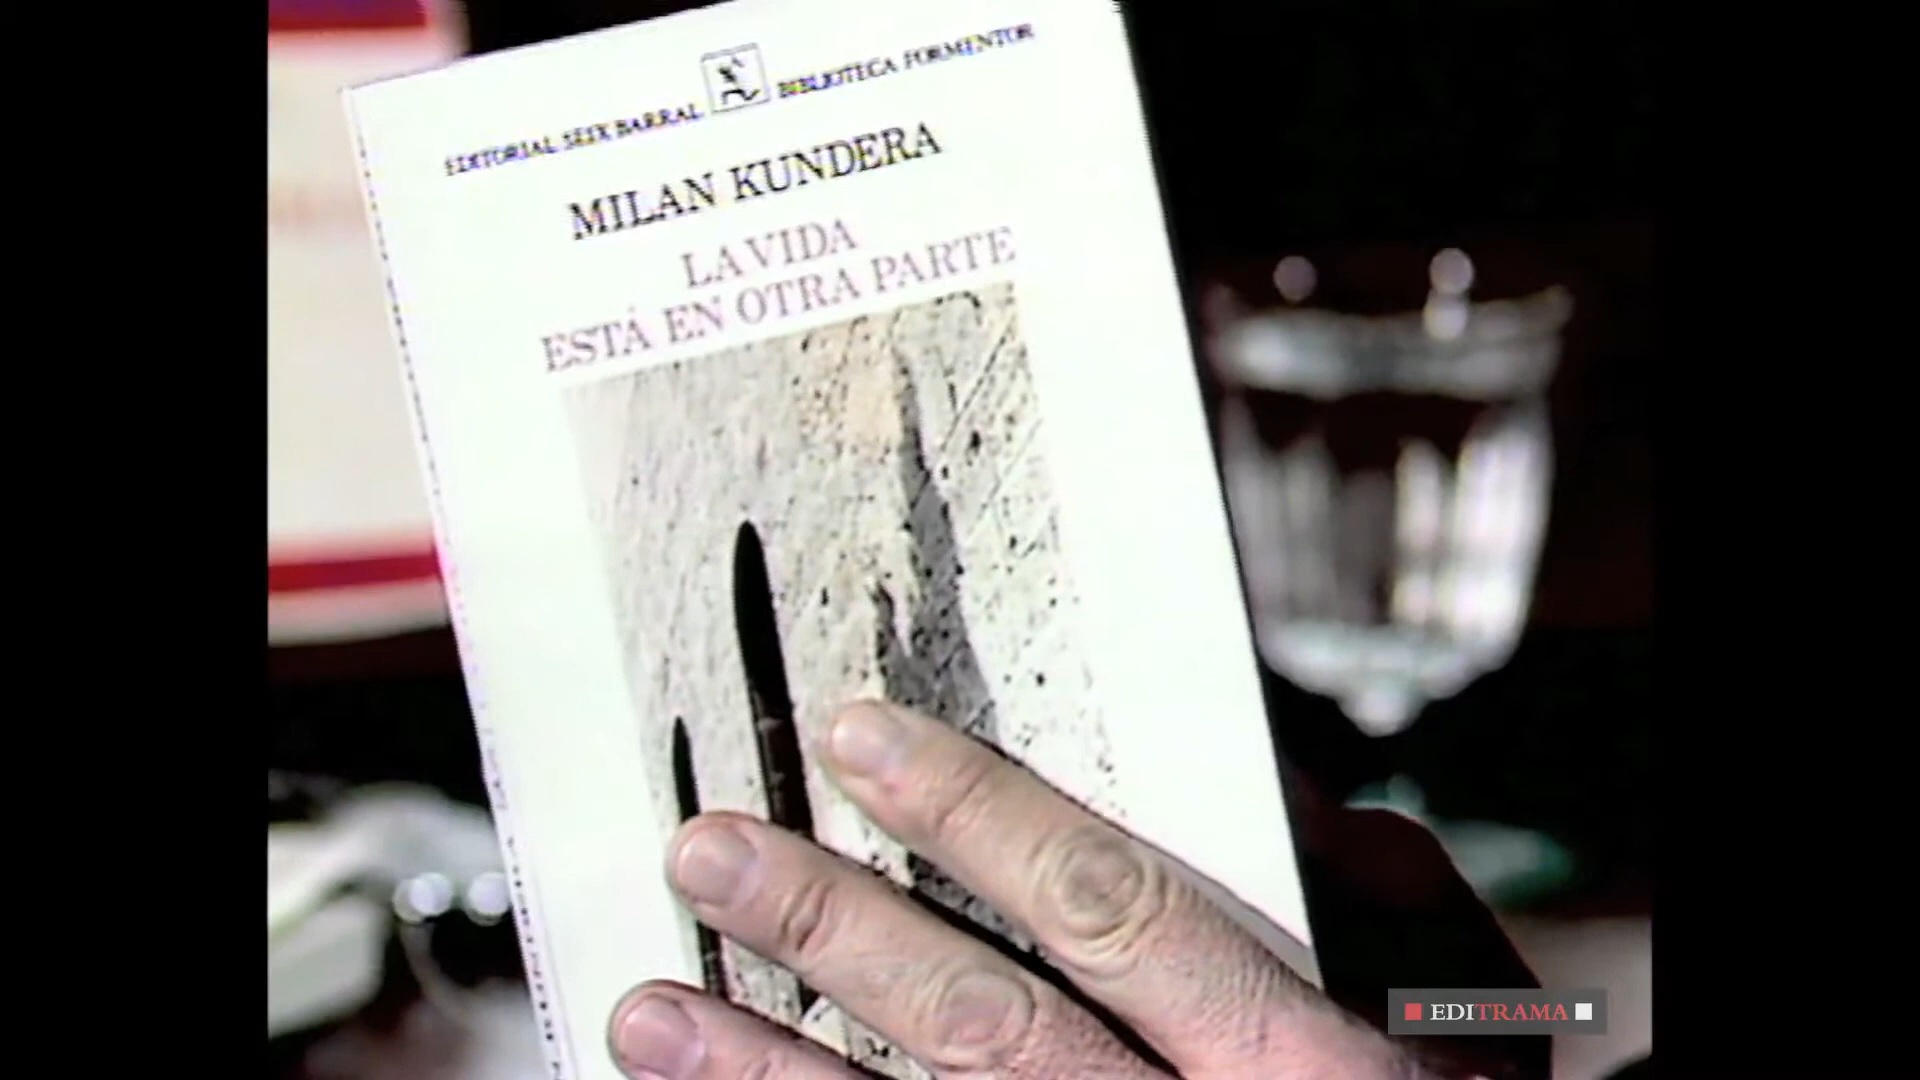 EDITORIAL SEIX BARRAL BIBLIOTECA FORMENTOR
MILAN KUNDERA
LA VIDA
ESTÁ EN OTRA PARTE
EDITRAMA